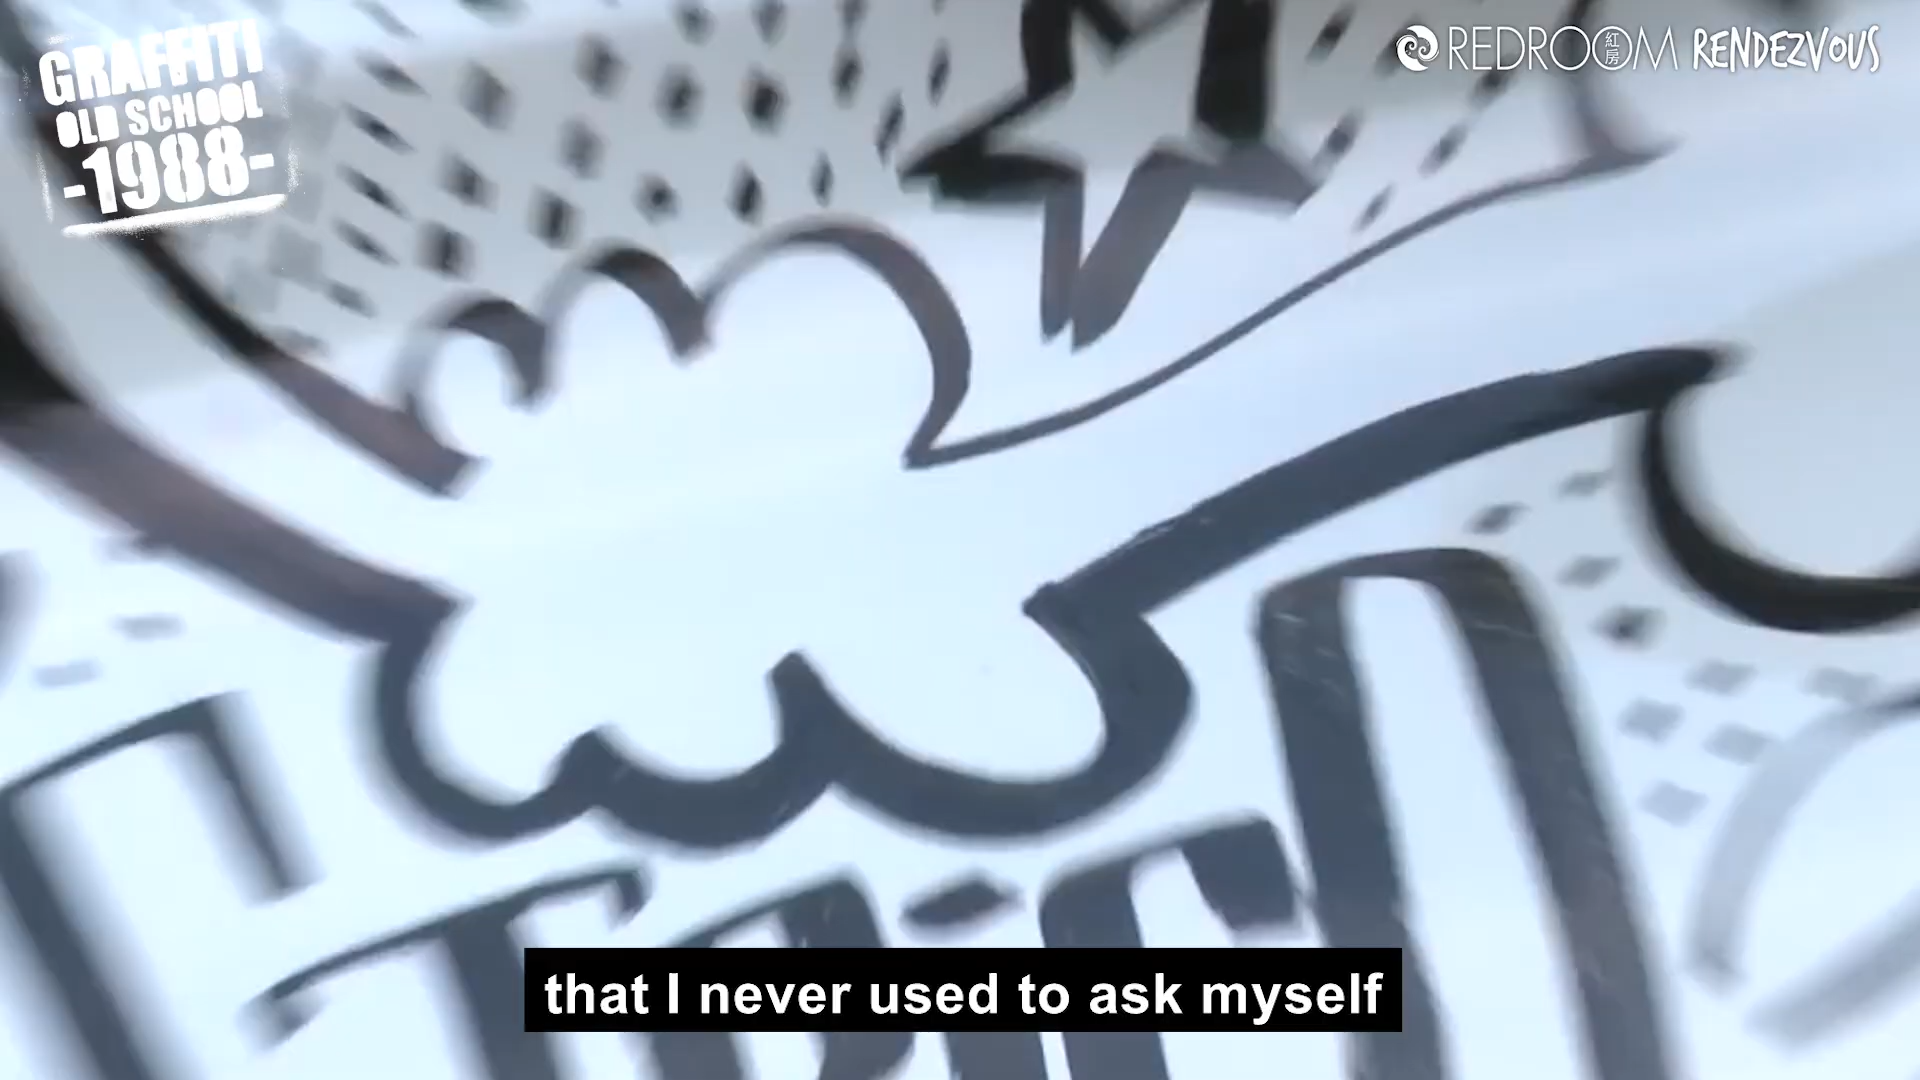 GRAFFITI
OLD SCHOOL
-1988-
REDROOM 紅房 RENDEZVOUS
that I never used to ask myself